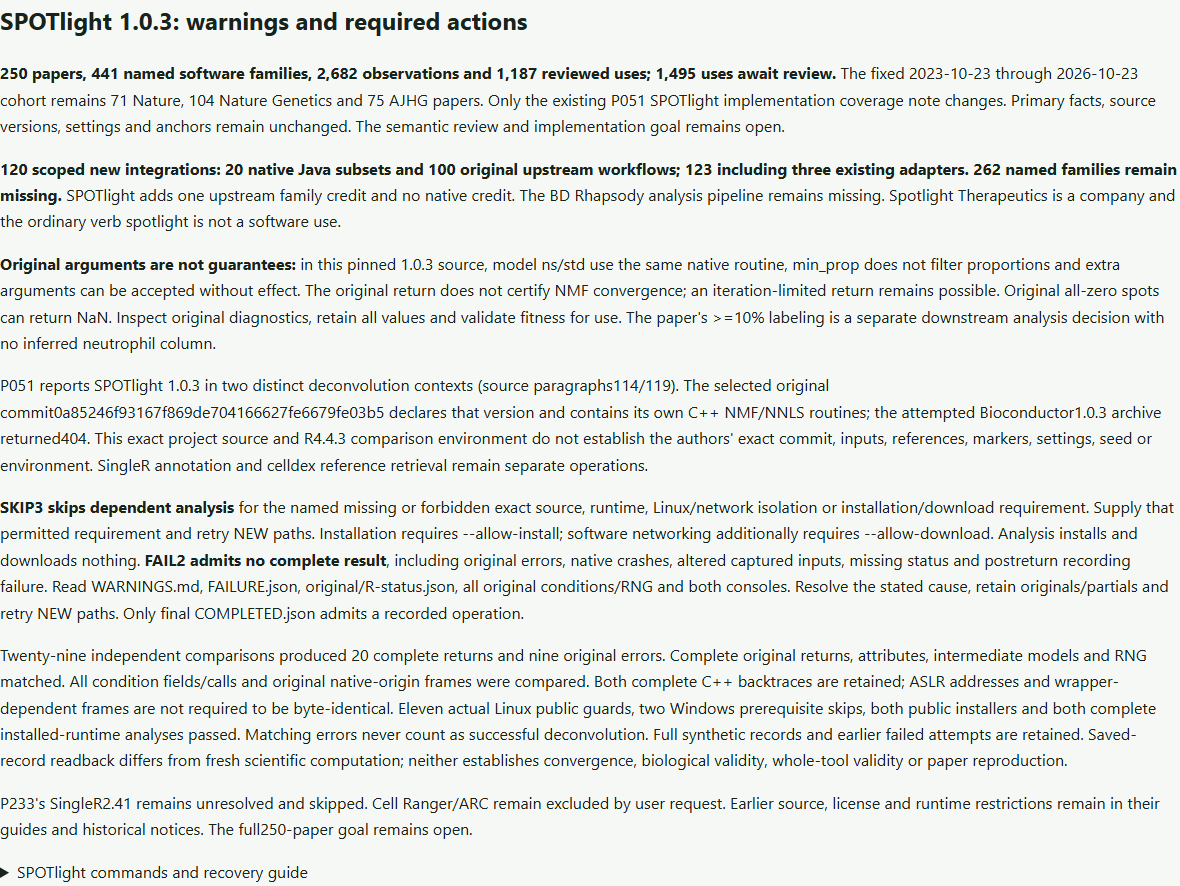 SPOTlight 1.0.3: warnings and required actions
250 papers, 441 named software families, 2,682 observations and 1,187 reviewed uses; 1,495 uses await review. The fixed 2023-10-23 through 2026-10-23
cohort remains 71 Nature, 104 Nature Genetics and 75 AJHG papers. Only the existing P051 SPOTlight implementation coverage note changes. Primary facts, source
versions, settings and anchors remain unchanged. The semantic review and implementation goal remains open.
120 scoped new integrations: 20 native Java subsets and 100 original upstream workflows; 123 including three existing adapters. 262 named families remain
missing. SPOTlight adds one upstream family credit and no native credit. The BD Rhapsody analysis pipeline remains missing. Spotlight Therapeutics is a company and
the ordinary verb spotlight is not a software use.
Original arguments are not guarantees: in this pinned 1.0.3 source, model ns/std use the same native routine, min_prop does not filter proportions and extra
arguments can be accepted without effect. The original return does not certify NMF convergence; an iteration-limited return remains possible. Original all-zero spots
can return NaN. Inspect original diagnostics, retain all values and validate fitness for use. The paper's >=10% labeling is a separate downstream analysis decision with
no inferred neutrophil column.
P051 reports SPOTlight 1.0.3 in two distinct deconvolution contexts (source paragraphs114/119). The selected original
commit0a85246f93167f869de704166627fe6679fe03b5 declares that version and contains its own C++ NMF/NNLS routines; the attempted Bioconductor1.0.3 archive
returned404. This exact project source and R4.4.3 comparison environment do not establish the authors' exact commit, inputs, references, markers, settings, seed or
environment. SingleR annotation and celldex reference retrieval remain separate operations.
SKIP3 skips dependent analysis for the named missing or forbidden exact source, runtime, Linux/network isolation or installation/download requirement. Supply that
permitted requirement and retry NEW paths. Installation requires --allow-install; software networking additionally requires --allow-download. Analysis installs and
downloads nothing. FAIL2 admits no complete result, including original errors, native crashes, altered captured inputs, missing status and postreturn recording
failure. Read WARNINGS.md, FAILURE.json, original/R-status.json, all original conditions/RNG and both consoles. Resolve the stated cause, retain originals/partials and
retry NEW paths. Only final COMPLETED.json admits a recorded operation.
Twenty-nine independent comparisons produced 20 complete returns and nine original errors. Complete original returns, attributes, intermediate models and RNG
matched. All condition fields/calls and original native-origin frames were compared. Both complete C++ backtraces are retained; ASLR addresses and wrapper-
dependent frames are not required to be byte-identical. Eleven actual Linux public guards, two Windows prerequisite skips, both public installers and both complete
installed-runtime analyses passed. Matching errors never count as successful deconvolution. Full synthetic records and earlier failed attempts are retained. Saved-
record readback differs from fresh scientific computation; neither establishes convergence, biological validity, whole-tool validity or paper reproduction.
P233's SingleR2.41 remains unresolved and skipped. Cell Ranger/ARC remain excluded by user request. Earlier source, license and runtime restrictions remain in their
guides and historical notices. The full250-paper goal remains open.
▶ SPOTlight commands and recovery guide